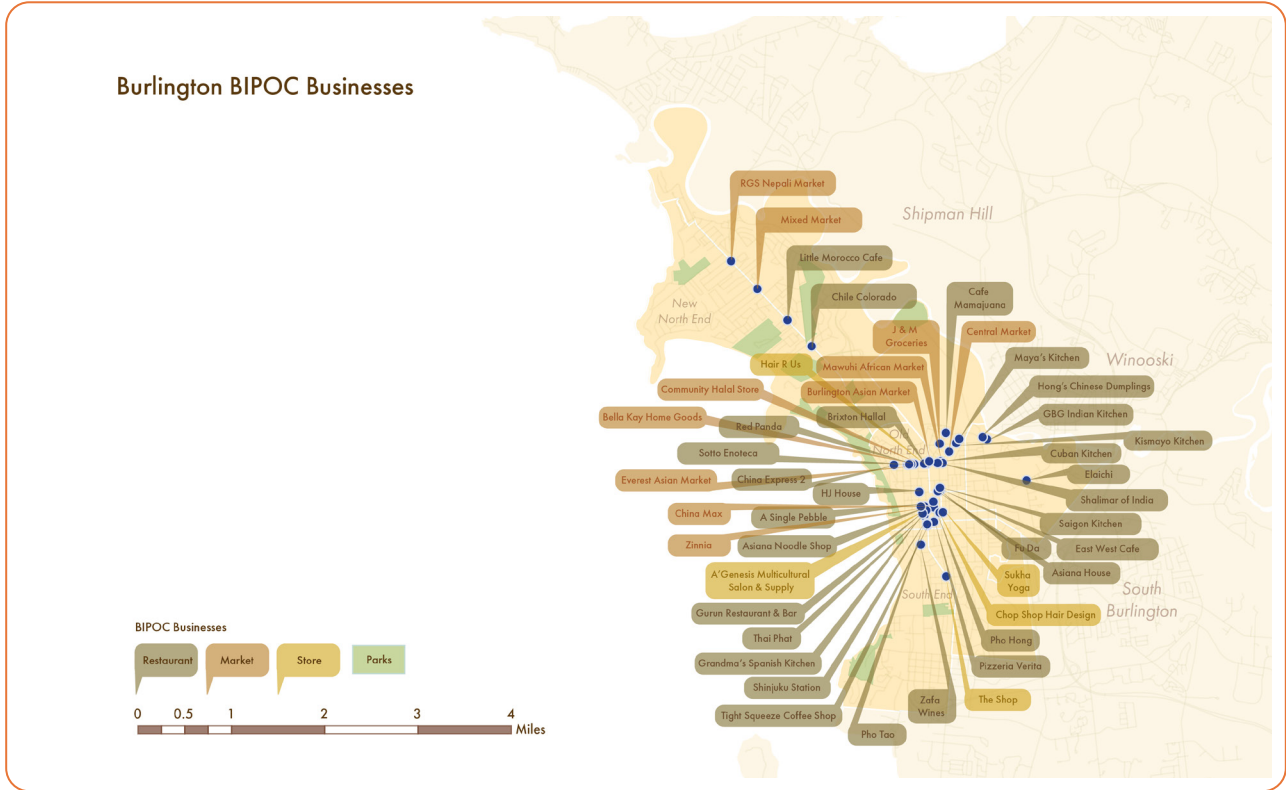 Burlington BIPOC Businesses
RGS Nepali Market
Mixed Market
Shipman Hill
Little Morocco Cafe
Chile Colorado
Cafe
Mamajuana
New
North End
J & M
Groceries
Central Market
Hair R Us
Mawuhi African Market
Maya's Kitchen
Winooski
Community Halal Store
Burlington Asian Market
Hong's Chinese Dumplings
Bella Kay Home Goods
Red Panda
Brixton Hallal
GBG Indian Kitchen
Old
North End
Kismayo Kitchen
Sotto Enoteca
Cuban Kitchen
Everest Asian Market
China Express 2
Elaichi
HJ House
Shalimar of India
China Max
A Single Pebble
Saigon Kitchen
Zinnia
Asiana Noodle Shop
Fu Da
East West Cafe
A'Genesis Multicultural
Salon & Supply
Sukha
Yoga
Asiana House
South End
South
Burlington
Gurun Restaurant & Bar
Chop Shop Hair Design
Thai Phat
Pho Hong
Grandma's Spanish Kitchen
Pizzeria Verita
Shinjuku Station
Zafa
Wines
The Shop
Tight Squeeze Coffee Shop
Pho Tao
BIPOC Businesses
Restaurant
Market
Store
Parks
0 0.5 1 2 3 4
Miles